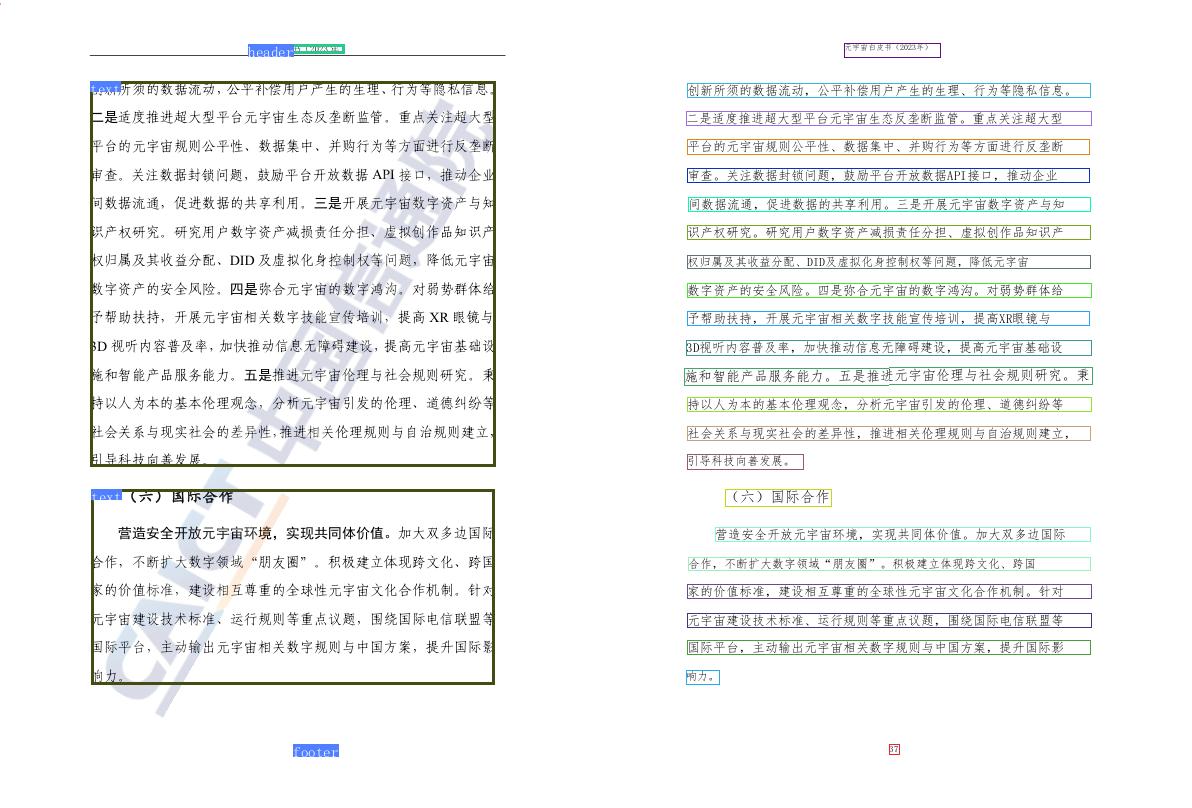 header
text
创新所须的数据流动，公平补偿用户产生的生理、行为等隐私信息。
二是适度推进超大型平台元宇宙生态反垄断监管。重点关注超大型
平台的元宇宙规则公平性、数据集中、并购行为等方面进行反垄断
审查。关注数据封锁问题，鼓励平台开放数据 API 接口，推动企业
间数据流通，促进数据的共享利用。三是开展元宇宙数字资产与知
识产权研究。研究用户数字资产减损责任分担、虚拟创作品知识产
权归属及其收益分配、DID 及虚拟化身控制权等问题，降低元宇宙
数字资产的安全风险。四是弥合元宇宙的数字鸿沟。对弱势群体给
予帮助扶持，开展元宇宙相关数字技能宣传培训，提高 XR 眼镜与
3D 视听内容普及率，加快推动信息无障碍建设，提高元宇宙基础设
施和智能产品服务能力。五是推进元宇宙伦理与社会规则研究。秉
持以人为本的基本伦理观念，分析元宇宙引发的伦理、道德纠纷等
社会关系与现实社会的差异性，推进相关伦理规则与自治规则建立，
引导科技向善发展。
text
（六）国际合作
营造安全开放元宇宙环境，实现共同体价值。加大双多边国际
合作，不断扩大数字领域“朋友圈”。积极建立体现跨文化、跨国
家的价值标准，建设相互尊重的全球性元宇宙文化合作机制。针对
元宇宙建设技术标准、运行规则等重点议题，围绕国际电信联盟等
国际平台，主动输出元宇宙相关数字规则与中国方案，提升国际影
响力。
CAICT 中国信通院
footer
元宇宙白皮书（2023年）
创新所须的数据流动，公平补偿用户产生的生理、行为等隐私信息。
二是适度推进超大型平台元宇宙生态反垄断监管。重点关注超大型
平台的元宇宙规则公平性、数据集中、并购行为等方面进行反垄断
审查。关注数据封锁问题，鼓励平台开放数据API接口，推动企业
间数据流通，促进数据的共享利用。三是开展元宇宙数字资产与知
识产权研究。研究用户数字资产减损责任分担、虚拟创作品知识产
权归属及其收益分配、DID及虚拟化身控制权等问题，降低元宇宙
数字资产的安全风险。四是弥合元宇宙的数字鸿沟。对弱势群体给
予帮助扶持，开展元宇宙相关数字技能宣传培训，提高XR眼镜与
3D视听内容普及率，加快推动信息无障碍建设，提高元宇宙基础设
施和智能产品服务能力。五是推进元宇宙伦理与社会规则研究。秉
持以人为本的基本伦理观念，分析元宇宙引发的伦理、道德纠纷等
社会关系与现实社会的差异性，推进相关伦理规则与自治规则建立，
引导科技向善发展。
（六）国际合作
营造安全开放元宇宙环境，实现共同体价值。加大双多边国际
合作，不断扩大数字领域“朋友圈”。积极建立体现跨文化、跨国
家的价值标准，建设相互尊重的全球性元宇宙文化合作机制。针对
元宇宙建设技术标准、运行规则等重点议题，围绕国际电信联盟等
国际平台，主动输出元宇宙相关数字规则与中国方案，提升国际影
响力。
37